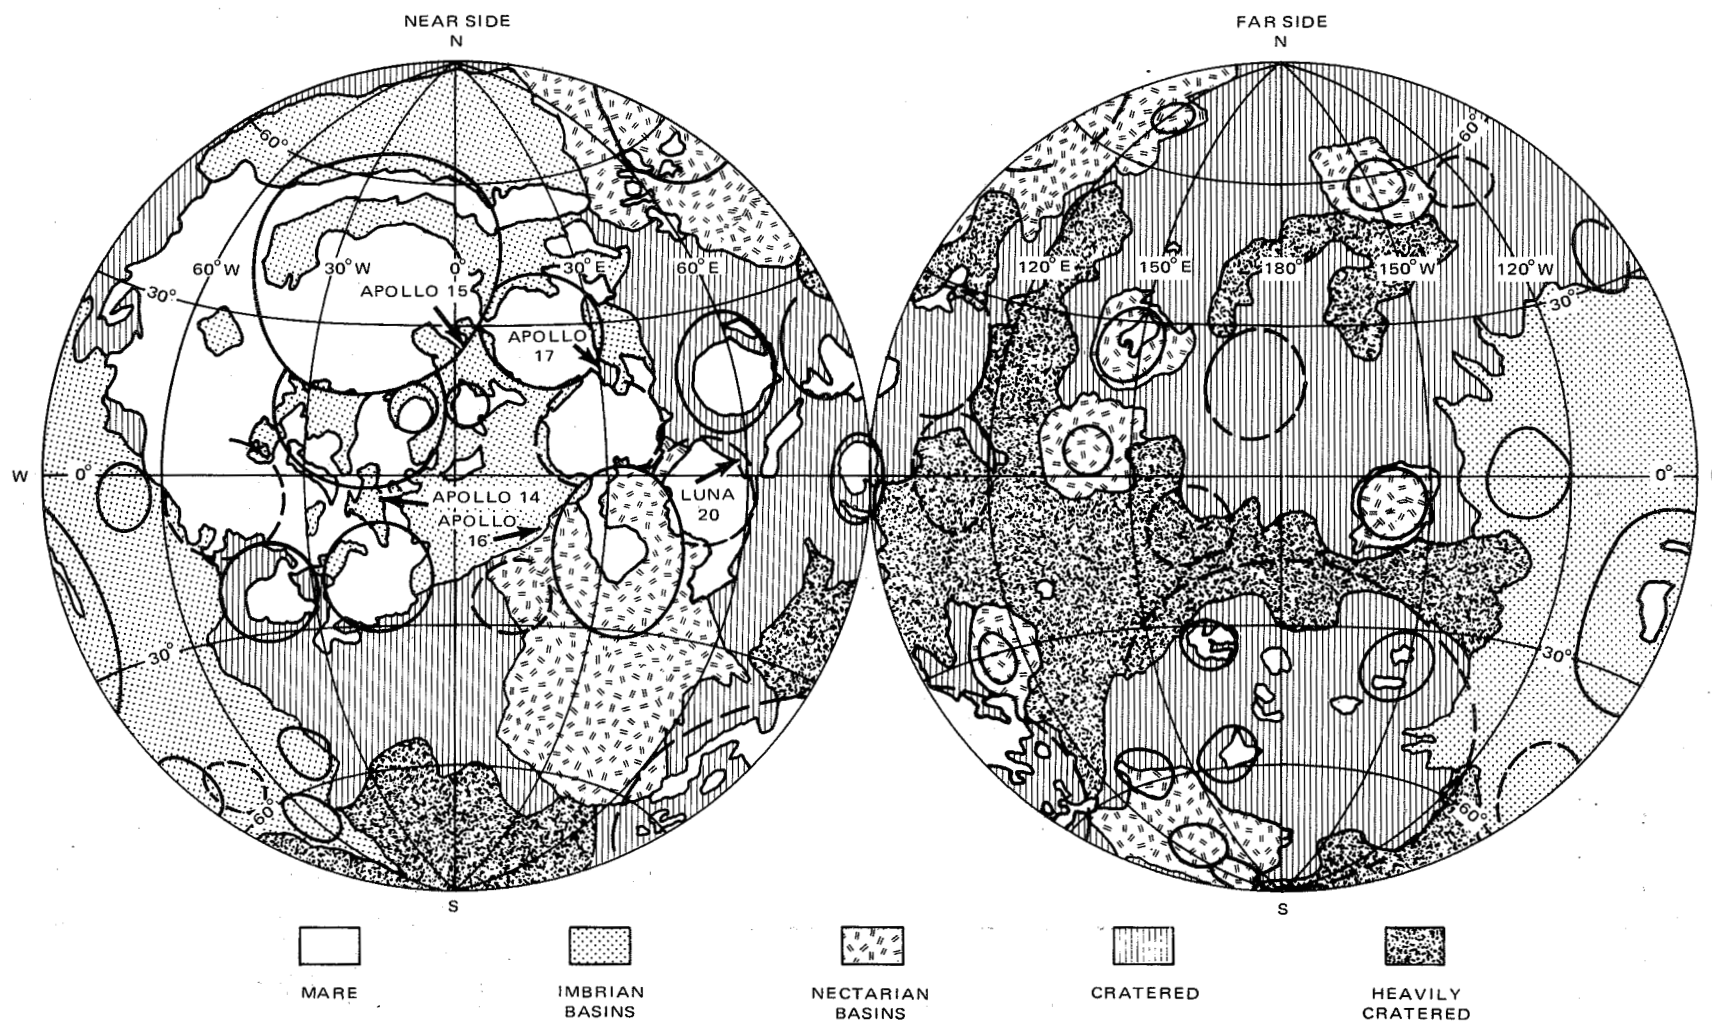 NEAR SIDE
N
FAR SIDE
N
60°
60°
60°W
30°W
0°
30°E
60°E
120°E
150°E
180°
150°W
120°W
30°
30°
APOLLO 15
APOLLO
17
W
0°
0°
APOLLO 14
APOLLO
16
LUNA
20
30°
30°
60°
60°
S
S
MARE
IMBRIAN
BASINS
NECTARIAN
BASINS
CRATERED
HEAVILY
CRATERED